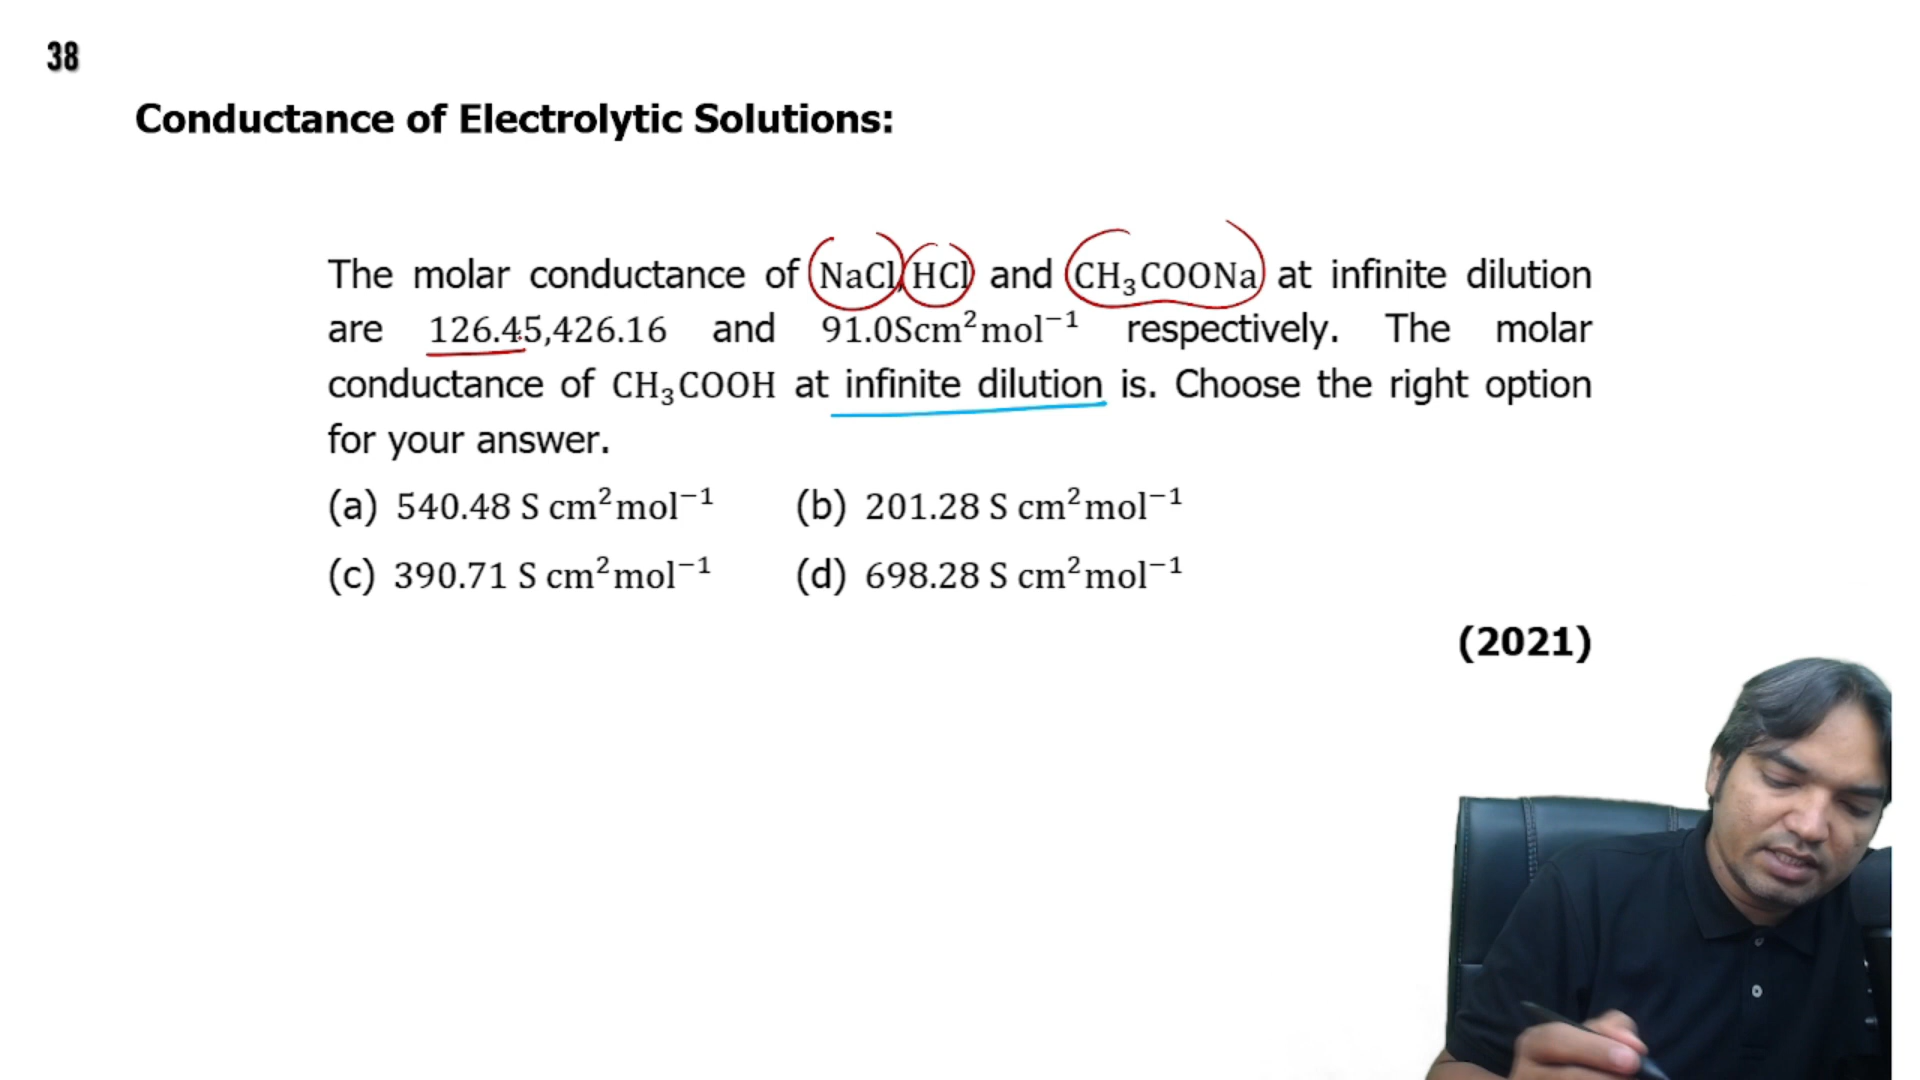 38
Conductance of Electrolytic Solutions:
The molar conductance of NaCl, HCl and CH₃COONa at infinite dilution
are 126.45,426.16 and 91.0Scm²mol⁻¹ respectively. The molar
conductance of CH₃COOH at infinite dilution is. Choose the right option
for your answer.
(a) 540.48 S cm²mol⁻¹ (b) 201.28 S cm²mol⁻¹
(c) 390.71 S cm²mol⁻¹ (d) 698.28 S cm²mol⁻¹
(2021)